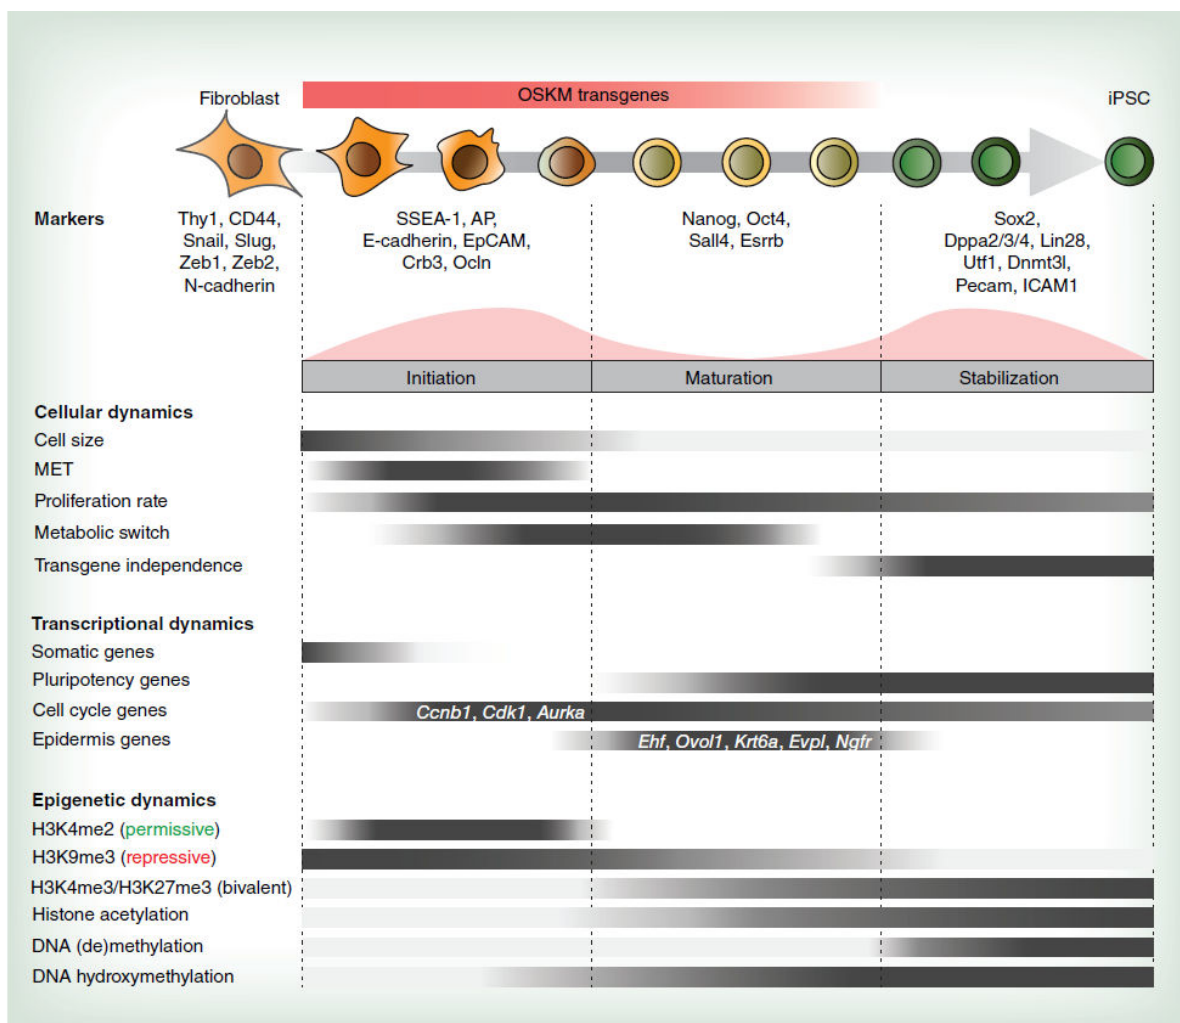 OSKM transgenes
Fibroblast
iPSC
Markers
Thy1, CD44,
Snail, Slug,
Zeb1, Zeb2,
N-cadherin
SSEA-1, AP,
E-cadherin, EpCAM,
Crb3, Ocln
Nanog, Oct4,
Sall4, Esrrb
Sox2,
Dppa2/3/4, Lin28,
Utf1, Dnmt3l,
Pecam, ICAM1
Initiation
Maturation
Stabilization
Cellular dynamics
Cell size
MET
Proliferation rate
Metabolic switch
Transgene independence
Transcriptional dynamics
Somatic genes
Pluripotency genes
Cell cycle genes
Ccnb1, Cdk1, Aurka
Epidermis genes
Ehf, Ovol1, Krt6a, Evpl, Ngfr
Epigenetic dynamics
H3K4me2 (permissive)
H3K9me3 (repressive)
H3K4me3/H3K27me3 (bivalent)
Histone acetylation
DNA (de)methylation
DNA hydroxymethylation